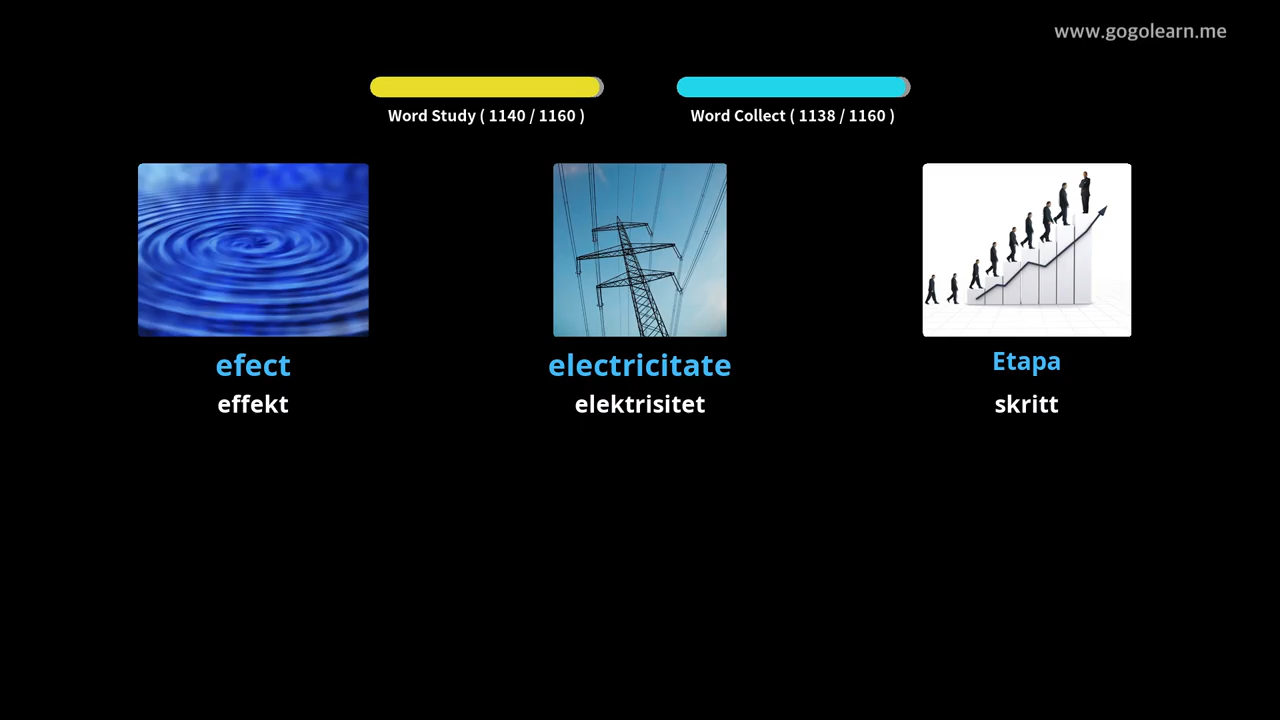 www.gogolearn.me
Word Study ( 1140 / 1160 )
Word Collect ( 1138 / 1160 )
efect
effekt
electricitate
elektrisitet
Etapa
skritt